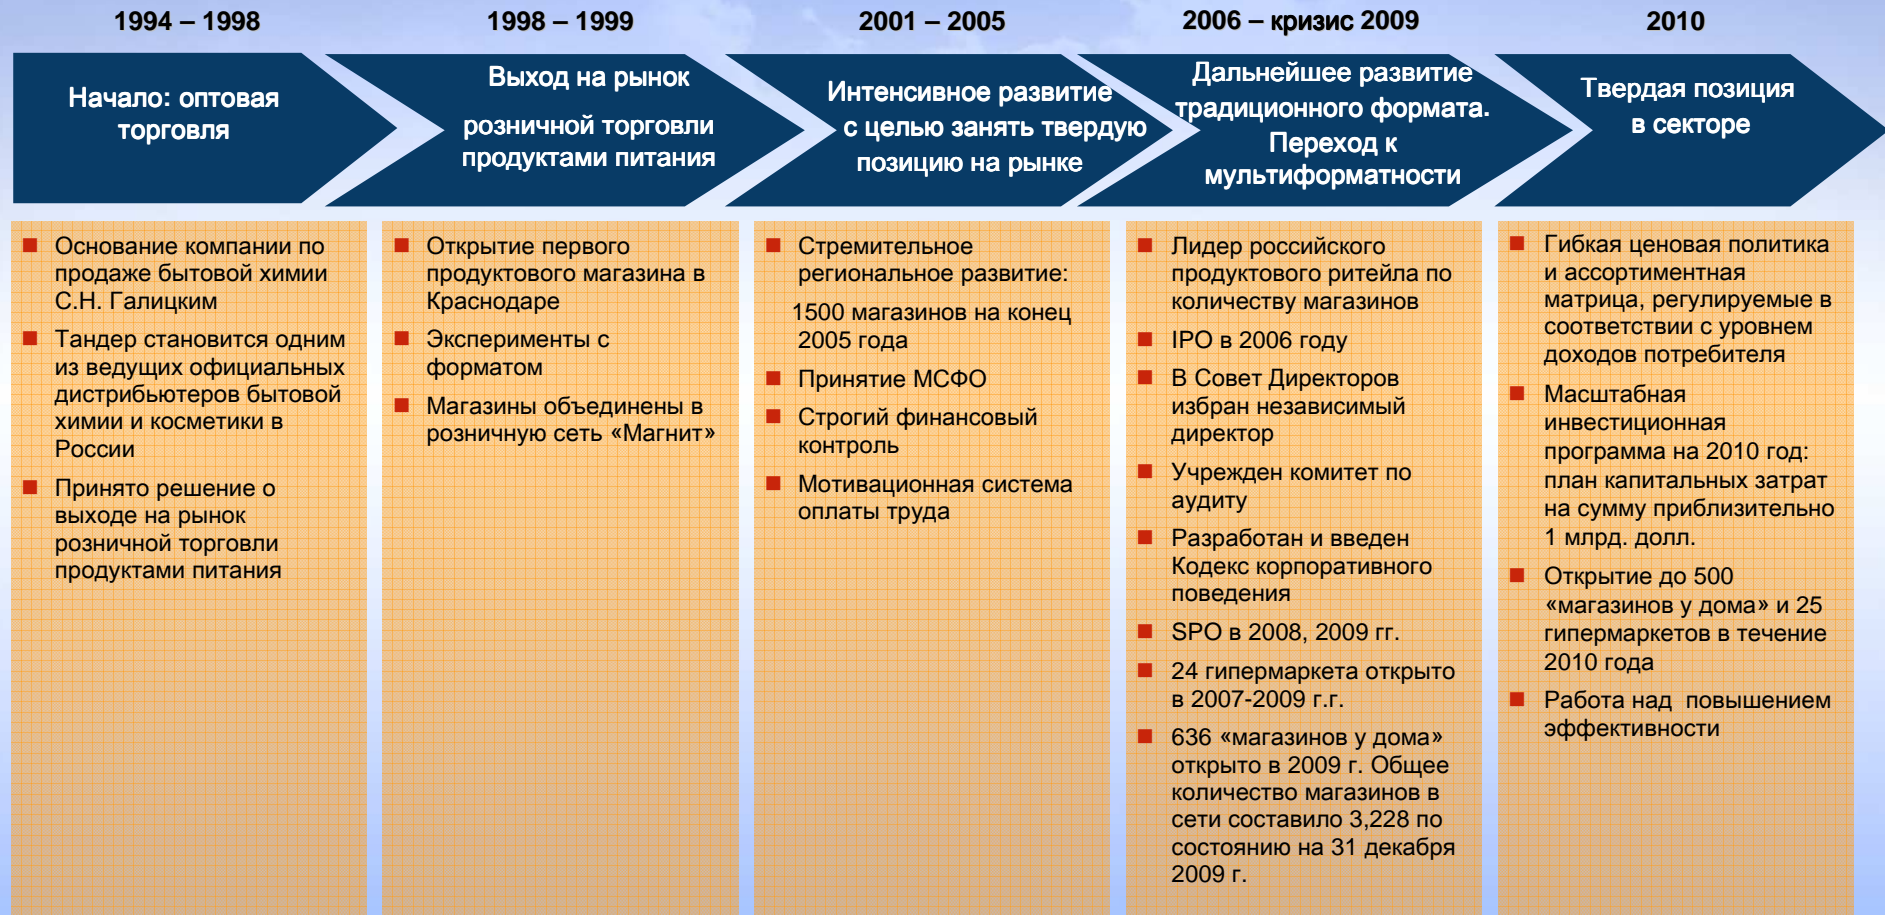 1994 – 1998
1998 – 1999
2001 – 2005
2006 – кризис 2009
2010
Начало: оптовая
торговля
Выход на рынок
розничной торговли
продуктами питания
Интенсивное развитие
с целью занять твердую
позицию на рынке
Дальнейшее развитие
традиционного формата.
Переход к
мультиформатности
Твердая позиция
в секторе
Основание компании по
продаже бытовой химии
С.Н. Галицким
Тандер становится одним
из ведущих официальных
дистрибьютеров бытовой
химии и косметики в
России
Принято решение о
выходе на рынок
розничной торговли
продуктами питания
Открытие первого
продуктового магазина в
Краснодаре
Эксперименты с
форматом
Магазины объединены в
розничную сеть «Магнит»
Стремительное
региональное развитие:
1500 магазинов на конец
2005 года
Принятие МСФО
Строгий финансовый
контроль
Мотивационная система
оплаты труда
Лидер российского
продуктового ритейла по
количеству магазинов
IPO в 2006 году
В Совет Директоров
избран независимый
директор
Учрежден комитет по
аудиту
Разработан и введен
Кодекс корпоративного
поведения
SPO в 2008, 2009 гг.
24 гипермаркета открыто
в 2007-2009 г.г.
636 «магазинов у дома»
открыто в 2009 г. Общее
количество магазинов в
сети составило 3,228 по
состоянию на 31 декабря
2009 г.
Гибкая ценовая политика
и ассортиментная
матрица, регулируемые в
соответствии с уровнем
доходов потребителя
Масштабная
инвестиционная
программа на 2010 год:
план капитальных затрат
на сумму приблизительно
1 млрд. долл.
Открытие до 500
«магазинов у дома» и 25
гипермаркетов в течение
2010 года
Работа над повышением
эффективности